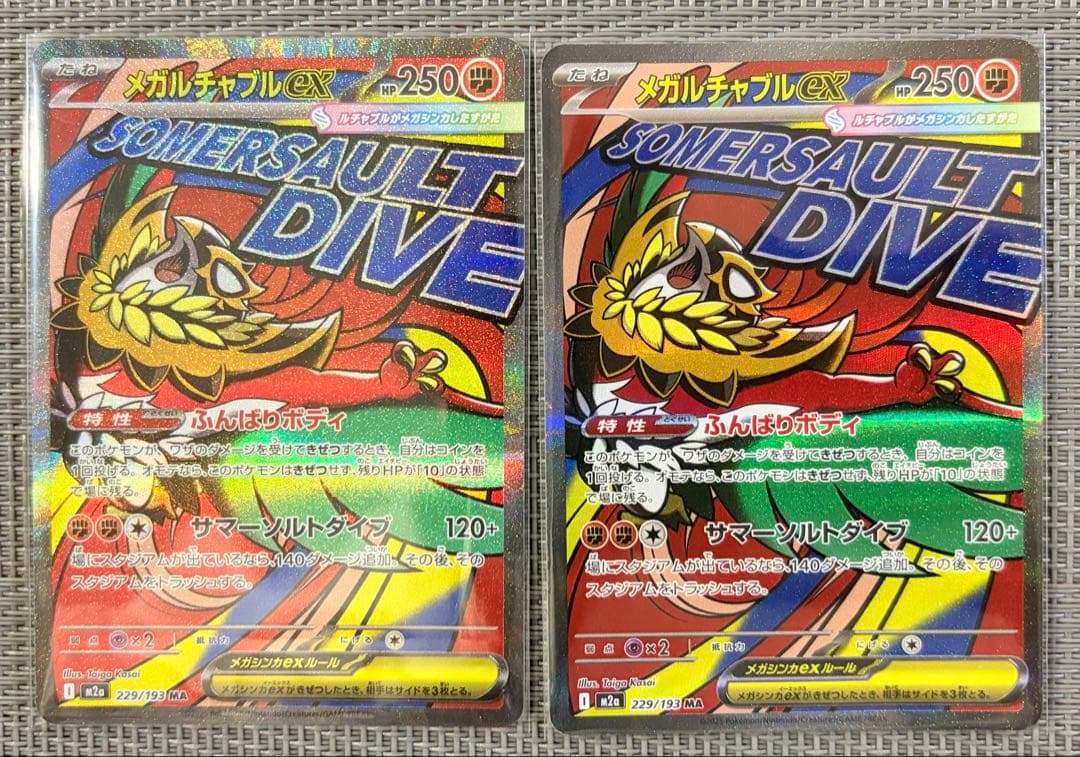 たね
メガルチャブルex
HP250
ルチャブルがメガシンカしたすがた
SOMERSAULT
DIVE
特性
とくせい
ふんばりボディ
このポケモンが、ワザのダメージを受けてきぜつするとき、自分はコインを
1回投げる。オモテなら、このポケモンはきぜつせず、残りHPが「10」の状態
で場に残る。
サマーソルトダイブ 120+
場にスタジアムが出ているなら、140ダメージ追加。その後、その
スタジアムをトラッシュする。
弱点 ×2 抵抗力 にげる
Illus. Taiga Kasai
メガシンカexルール
I m2a 229/193 MA
メガシンカexがきぜつしたとき、相手はサイドを3枚とる。
たね
メガルチャブルex
HP250
ルチャブルがメガシンカしたすがた
SOMERSAULT
DIVE
特性
とくせい
ふんばりボディ
このポケモンが、ワザのダメージを受けてきぜつするとき、自分はコインを
1回投げる。オモテなら、このポケモンはきぜつせず、残りHPが「10」の状態
で場に残る。
サマーソルトダイブ 120+
場にスタジアムが出ているなら、140ダメージ追加。その後、その
スタジアムをトラッシュする。
弱点 ×2 抵抗力 にげる
Illus. Taiga Kasai
メガシンカexルール
I m2a 229/193 MA
メガシンカexがきぜつしたとき、相手はサイドを3枚とる。
©2025 Pokémon/Nintendo/Creatures/GAME FREAK